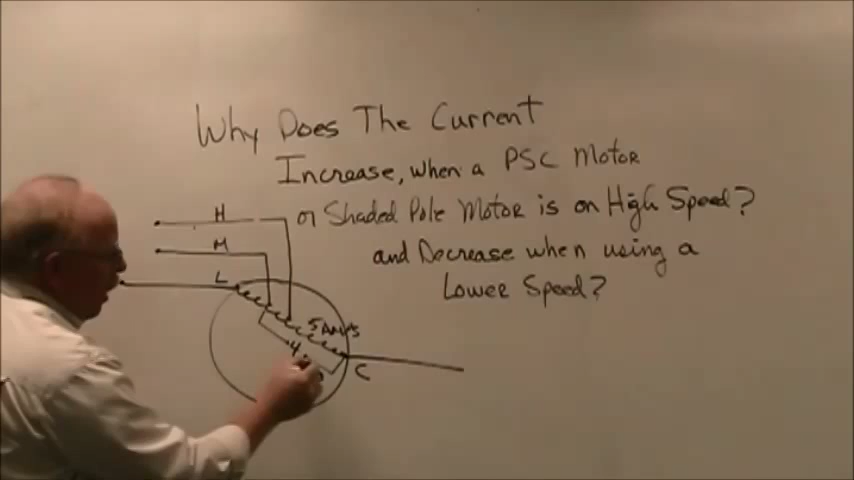 Why Does The Current
Increase, when a PSC Motor
or Shaded Pole Motor is on High Speed?
and Decrease when using a
Lower Speed?
H
M
L
5 Amps
4
C